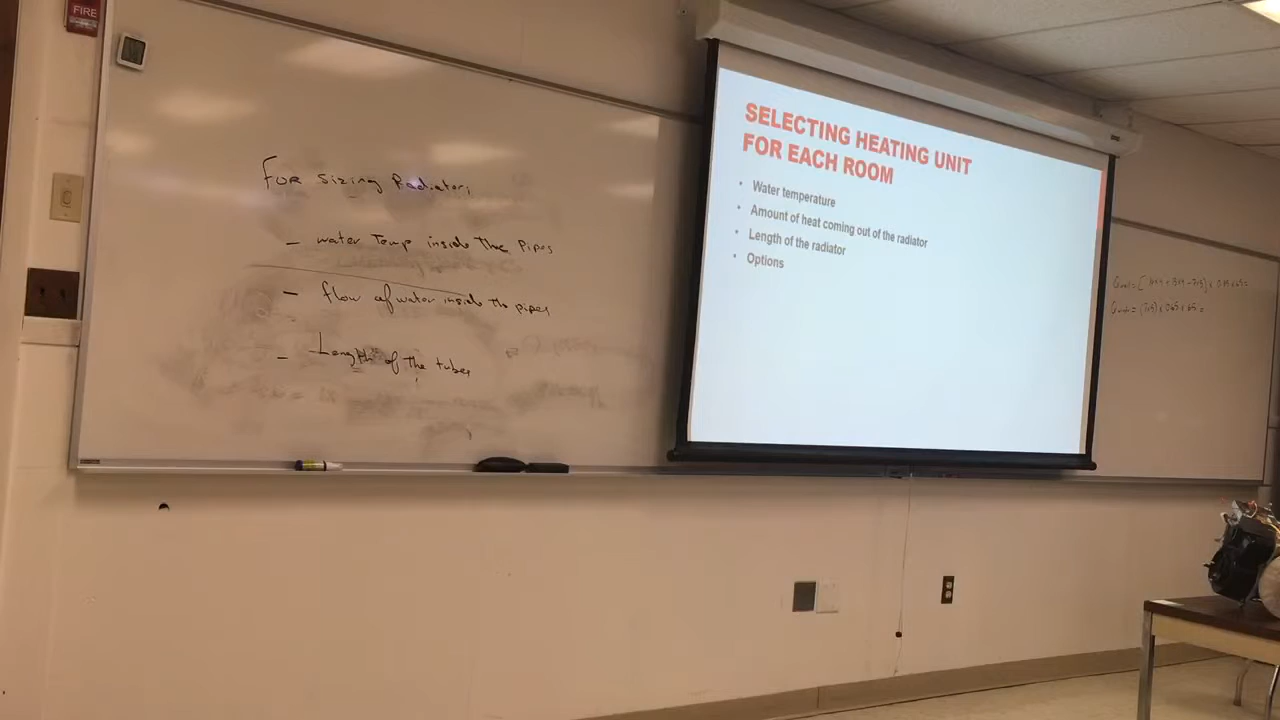 FIRE
For Sizing Radiators
- water Temp inside The Pipes
- flow of water inside the pipes
- Length of the tubes
SELECTING HEATING UNIT
FOR EACH ROOM
• Water temperature
• Amount of heat coming out of the radiator
• Length of the radiator
• Options